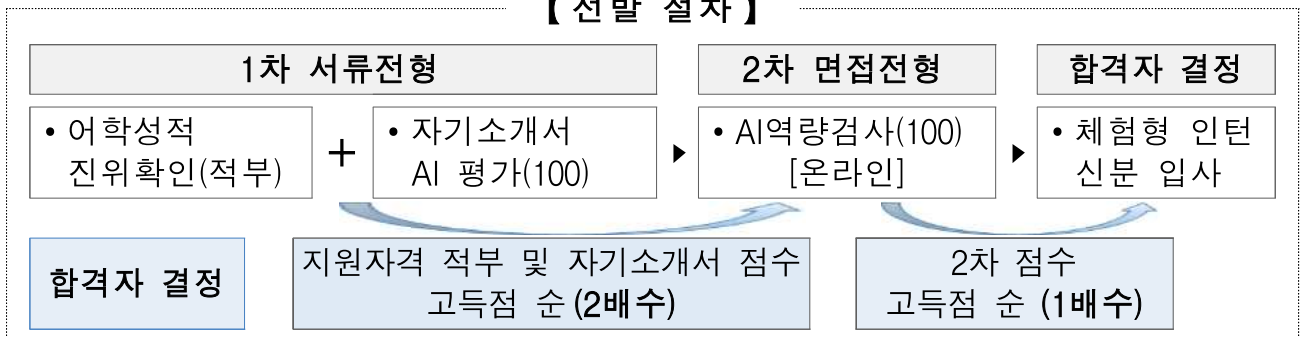 【 선발 절차 】
1차 서류전형
2차 면접전형
합격자 결정
• 어학성적
진위확인(적부)
+
• 자기소개서
AI 평가(100)
▶
• AI역량검사(100)
[온라인]
▶
• 체험형 인턴
신분 입사
합격자 결정
지원자격 적부 및 자기소개서 점수
고득점 순 (2배수)
2차 점수
고득점 순 (1배수)